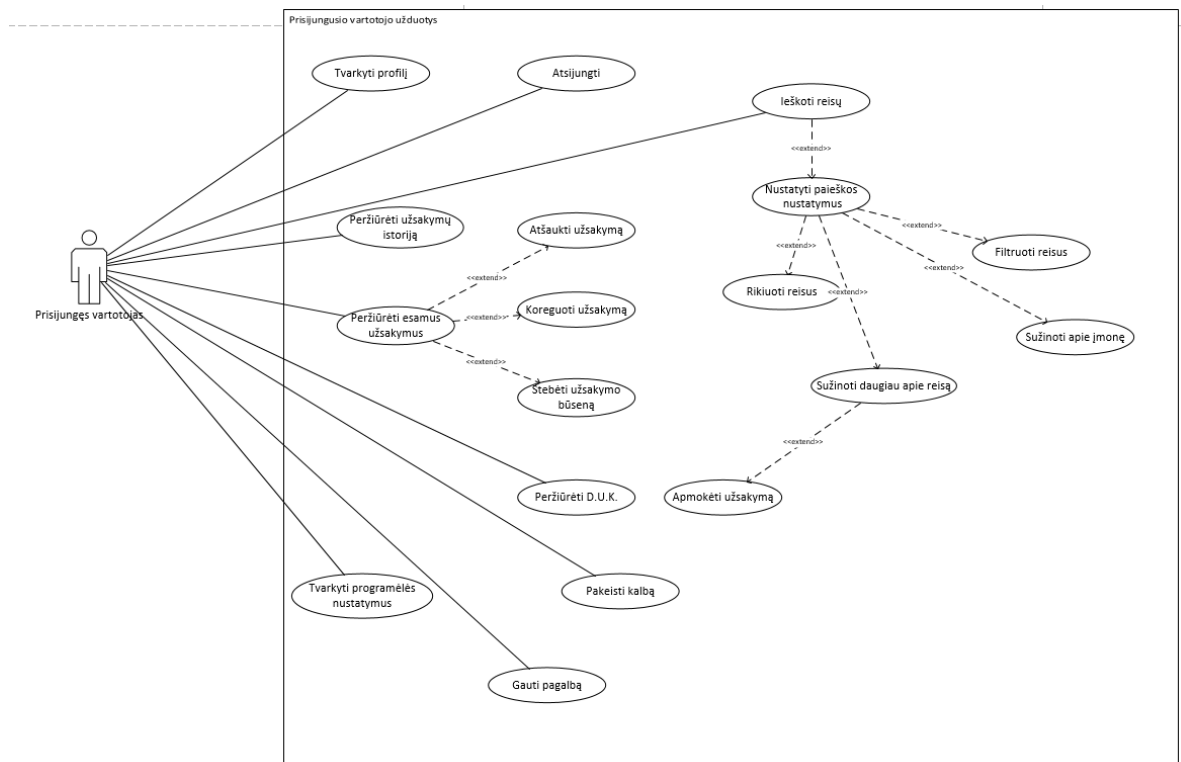 Prisijungusio vartotojo užduotys
Tvarkyti profilį
Atsijungti
Ieškoti reisų
<<extend>>
Nustatyti paieškos
nustatymus
Peržiūrėti užsakymų
istoriją
Atšaukti užsakymą
<<extend>>
<<extend>>
Filtruoti reisus
<<extend>>
<<extend>>
Rikiuoti reisus
<<extend>>
Prisijungęs vartotojas
Peržiūrėti esamus
užsakymus
<<extend>>
Koreguoti užsakymą
Sužinoti apie įmonę
<<extend>>
Stebėti užsakymo
būseną
Sužinoti daugiau apie reisą
<<extend>>
Peržiūrėti D.U.K.
Apmokėti užsakymą
Tvarkyti programėlės
nustatymus
Pakeisti kalbą
Gauti pagalbą